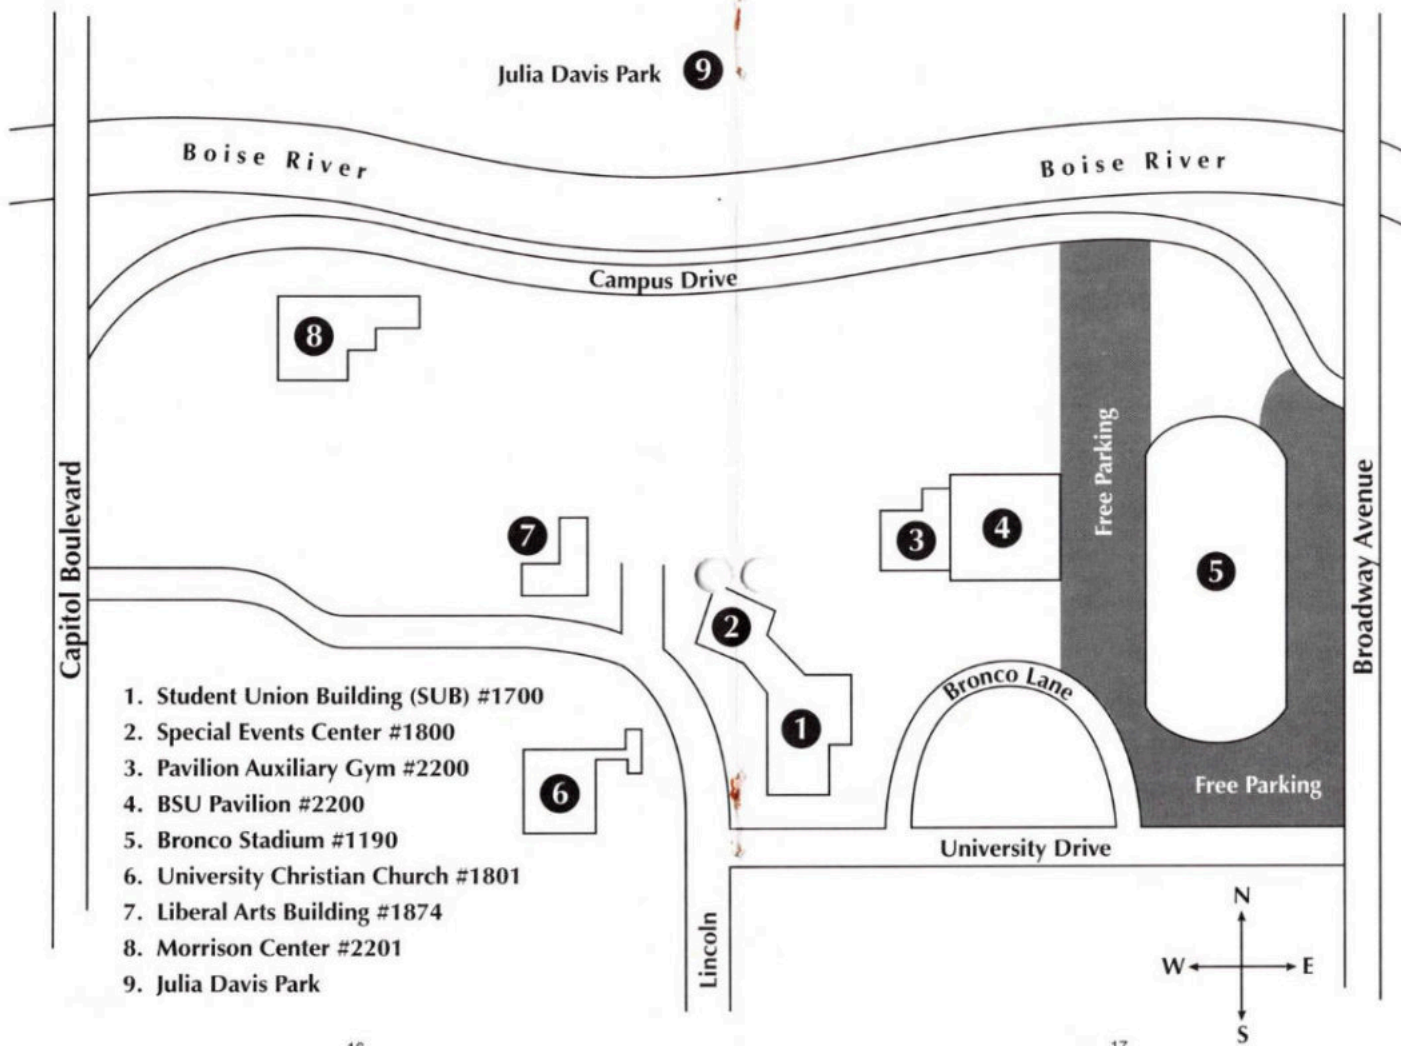 Julia Davis Park 9
Boise River
Boise River
Campus Drive
8
Free Parking
Capitol Boulevard
Broadway Avenue
7
3
4
5
2
Bronco Lane
1. Student Union Building (SUB) #1700
2. Special Events Center #1800
3. Pavilion Auxiliary Gym #2200
4. BSU Pavilion #2200
5. Bronco Stadium #1190
6. University Christian Church #1801
7. Liberal Arts Building #1874
8. Morrison Center #2201
9. Julia Davis Park
1
6
Free Parking
University Drive
Lincoln
N
W E
S